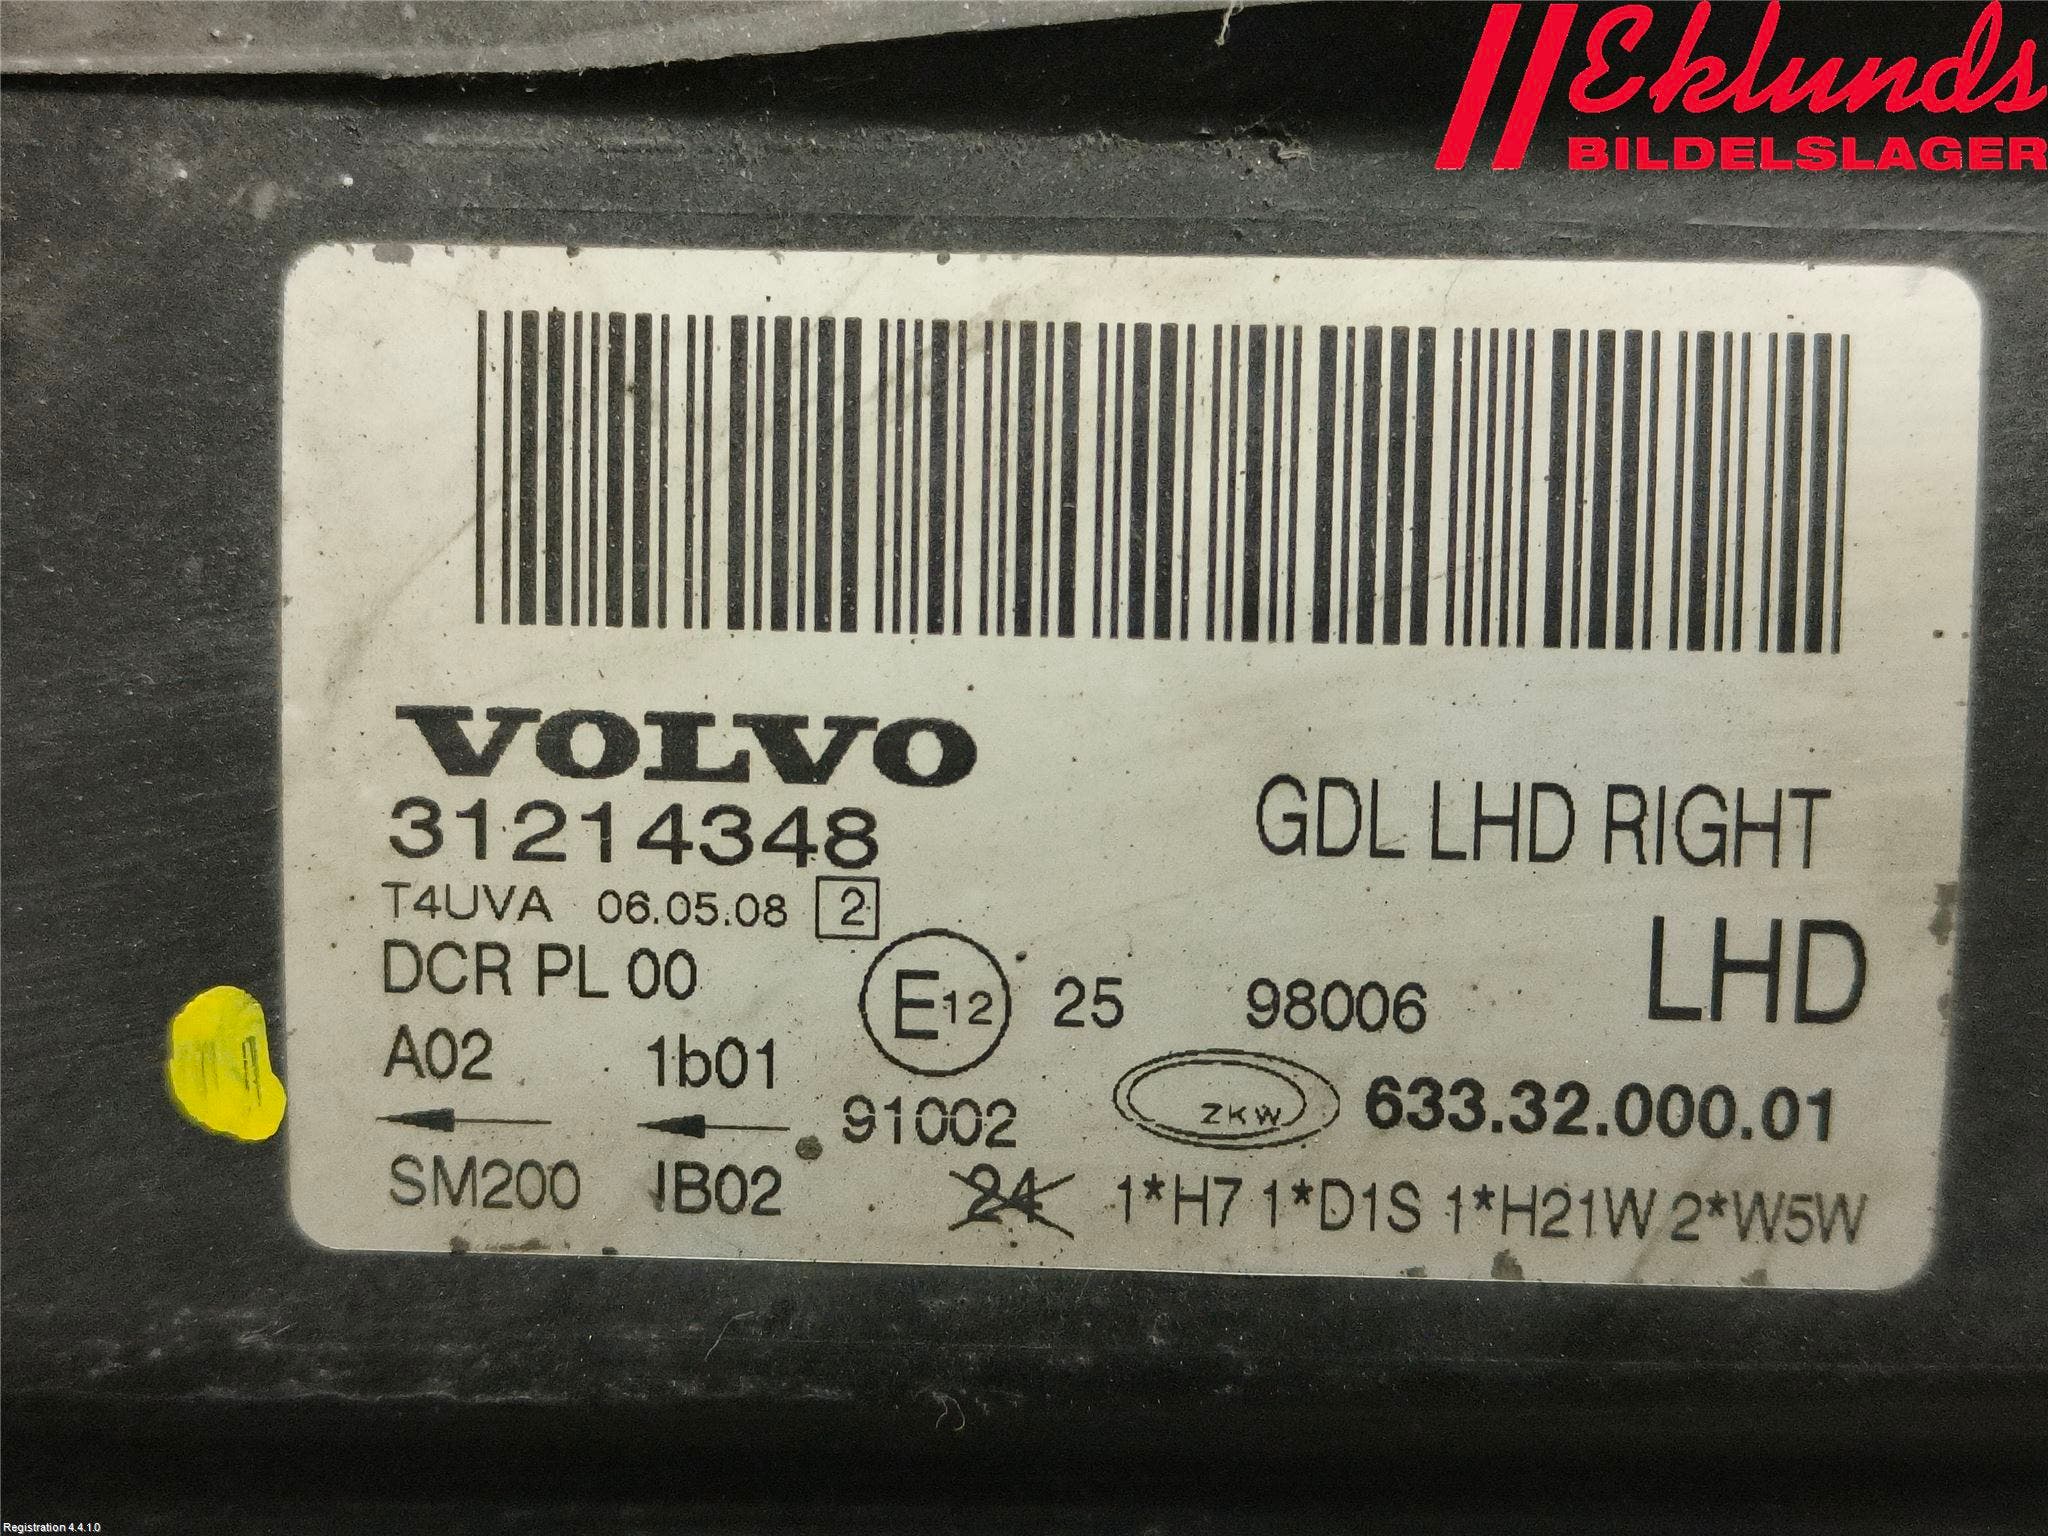 Eklunds
BILDELSLAGER
VOLVO
31214348
GDL LHD RIGHT
T4UVA 06.05.08 2
LHD
DCR PL 00
E12 25 98006
A02 1b01
91002 ZKW 633.32.000.01
SM200 IB02 24 1*H7 1*D1S 1*H21W 2*W5W
Registration 4.4.1.0